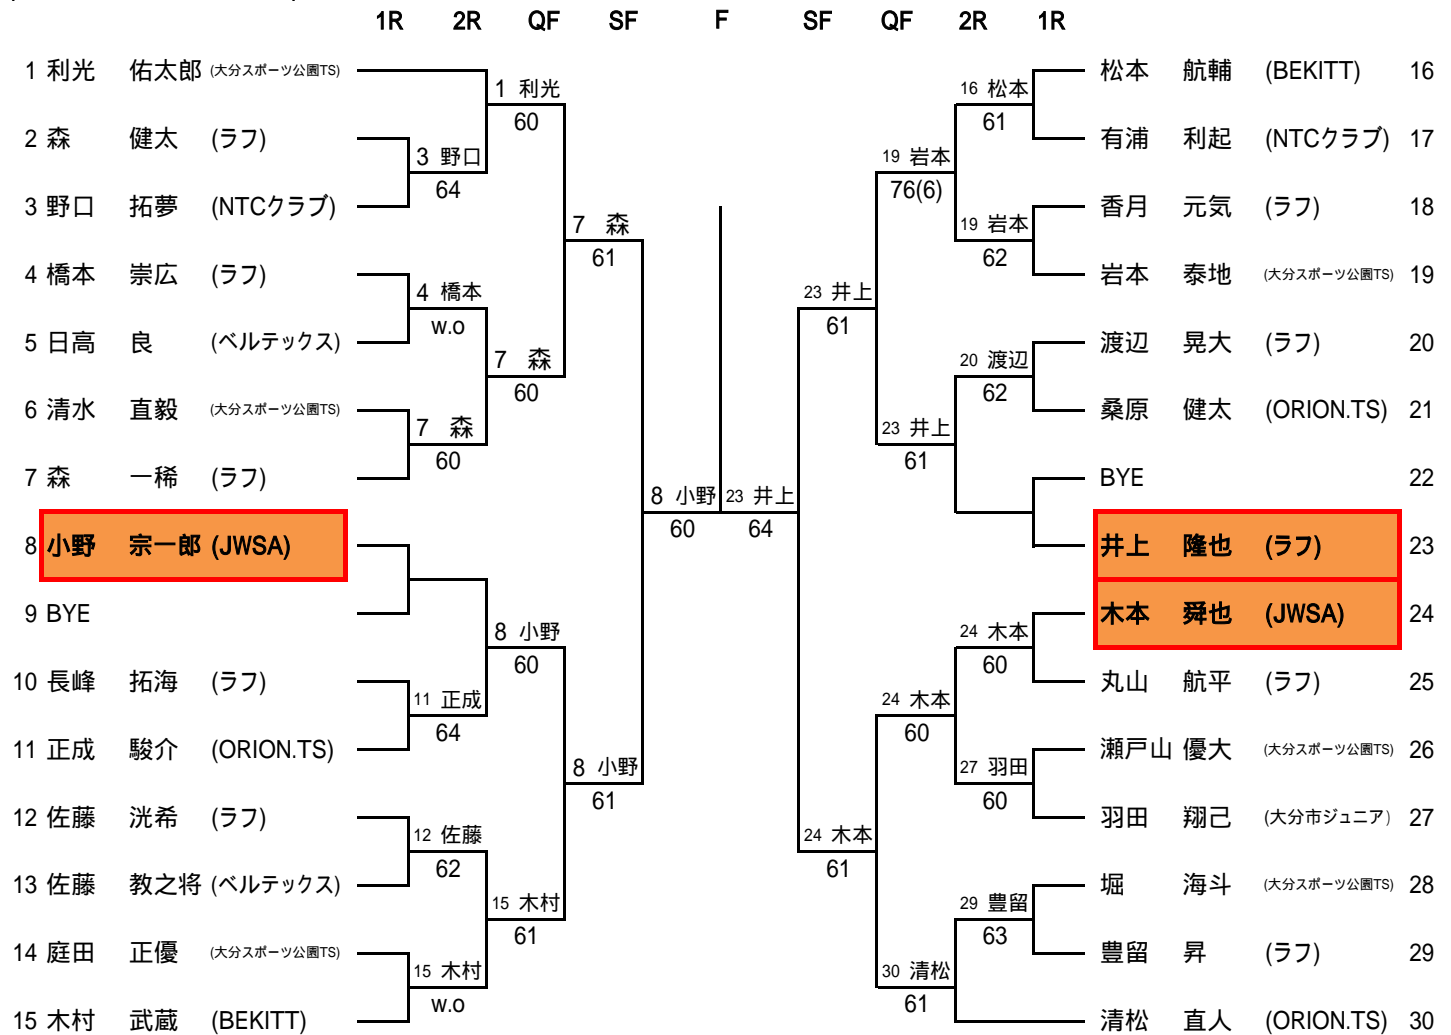 1R 2R QF SF F SF QF 2R 1R
1 利光 佑太郎 (大分スポーツ公園TS)
松本 航輔 (BEKITT) 16
1 利光
16 松本
60
61
2 森 健太 (ラフ)
有浦 利起 (NTCクラブ) 17
3 野口
19 岩本
64
76(6)
3 野口 拓夢 (NTCクラブ)
香月 元気 (ラフ) 18
7 森
19 岩本
61
62
4 橋本 崇広 (ラフ)
岩本 泰地 (大分スポーツ公園TS) 19
4 橋本
23 井上
w.o
61
5 日高 良 (ベルテックス)
渡辺 晃大 (ラフ) 20
7 森
20 渡辺
60
62
6 清水 直毅 (大分スポーツ公園TS)
桑原 健太 (ORION.TS) 21
7 森
23 井上
60
61
7 森 一稀 (ラフ)
BYE 22
8 小野 23 井上
60 64
8 小野 宗一郎 (JWSA)
井上 隆也 (ラフ) 23
9 BYE
木本 舜也 (JWSA) 24
8 小野
24 木本
60
60
10 長峰 拓海 (ラフ)
丸山 航平 (ラフ) 25
11 正成
24 木本
64
60
11 正成 駿介 (ORION.TS)
瀬戸山 優大 (大分スポーツ公園TS) 26
8 小野
27 羽田
61
60
12 佐藤 洸希 (ラフ)
羽田 翔己 (大分市ジュニア) 27
12 佐藤
24 木本
62
61
13 佐藤 教之将 (ベルテックス)
堀 海斗 (大分スポーツ公園TS) 28
15 木村
29 豊留
61
63
14 庭田 正優 (大分スポーツ公園TS)
豊留 昇 (ラフ) 29
15 木村
30 清松
w.o
61
15 木村 武蔵 (BEKITT)
清松 直人 (ORION.TS) 30